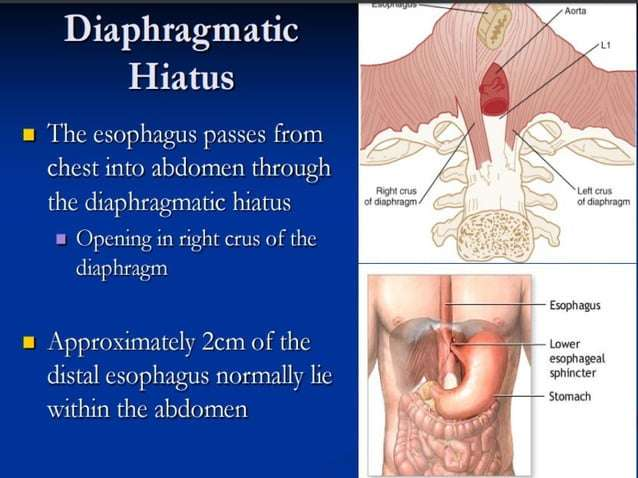 Diaphragmatic
Hiatus
The esophagus passes from
chest into abdomen through
the diaphragmatic hiatus
Opening in right crus of the
diaphragm
Approximately 2cm of the
distal esophagus normally lie
within the abdomen
Esophagus
Aorta
L1
Right crus
of diaphragm
Left crus
of diaphragm
Esophagus
Lower
esophageal
sphincter
Stomach